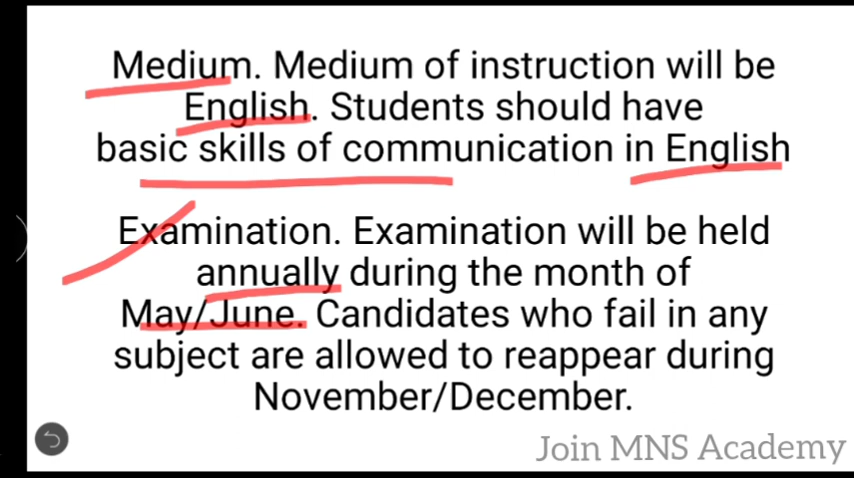 Medium. Medium of instruction will be
English. Students should have
basic skills of communication in English
Examination. Examination will be held
annually during the month of
May/June. Candidates who fail in any
subject are allowed to reappear during
November/December.
Join MNS Academy